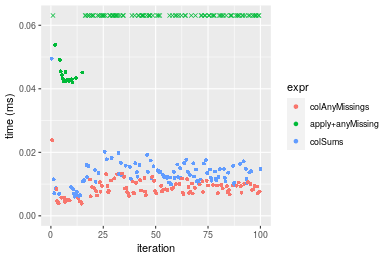 0.06
0.04
0.02
0.00
time (ms)
0
25
50
75
100
iteration
expr
colAnyMissings
apply+anyMissing
colSums